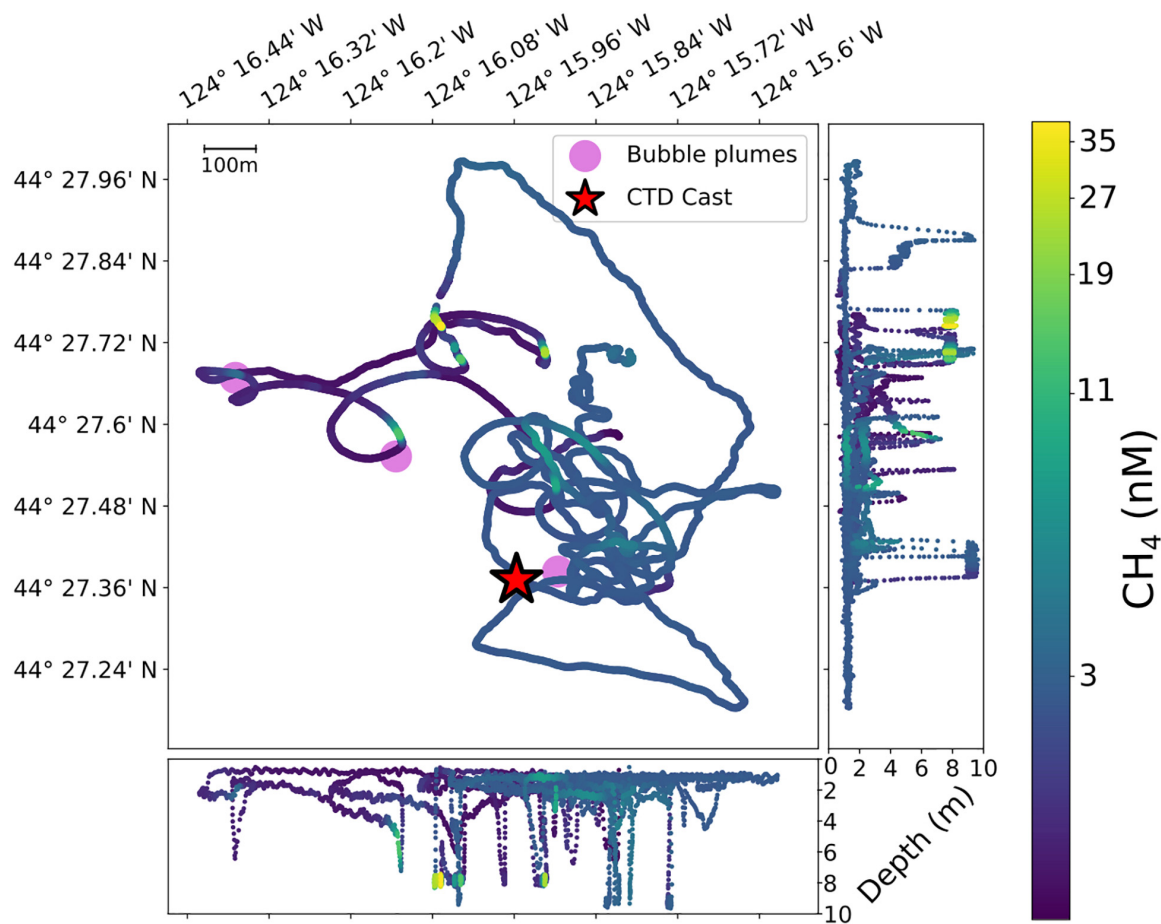 124° 16.44' W
124° 16.32' W
124° 16.2' W
124° 16.08' W
124° 15.96' W
124° 15.84' W
124° 15.72' W
124° 15.6' W
100m
Bubble plumes
CTD Cast
44° 27.96' N
44° 27.84' N
44° 27.72' N
44° 27.6' N
44° 27.48' N
44° 27.36' N
44° 27.24' N
0 2 4 6 8 10
0
2
4
6
8
10
Depth (m)
35
27
19
11
3
CH₄ (nM)